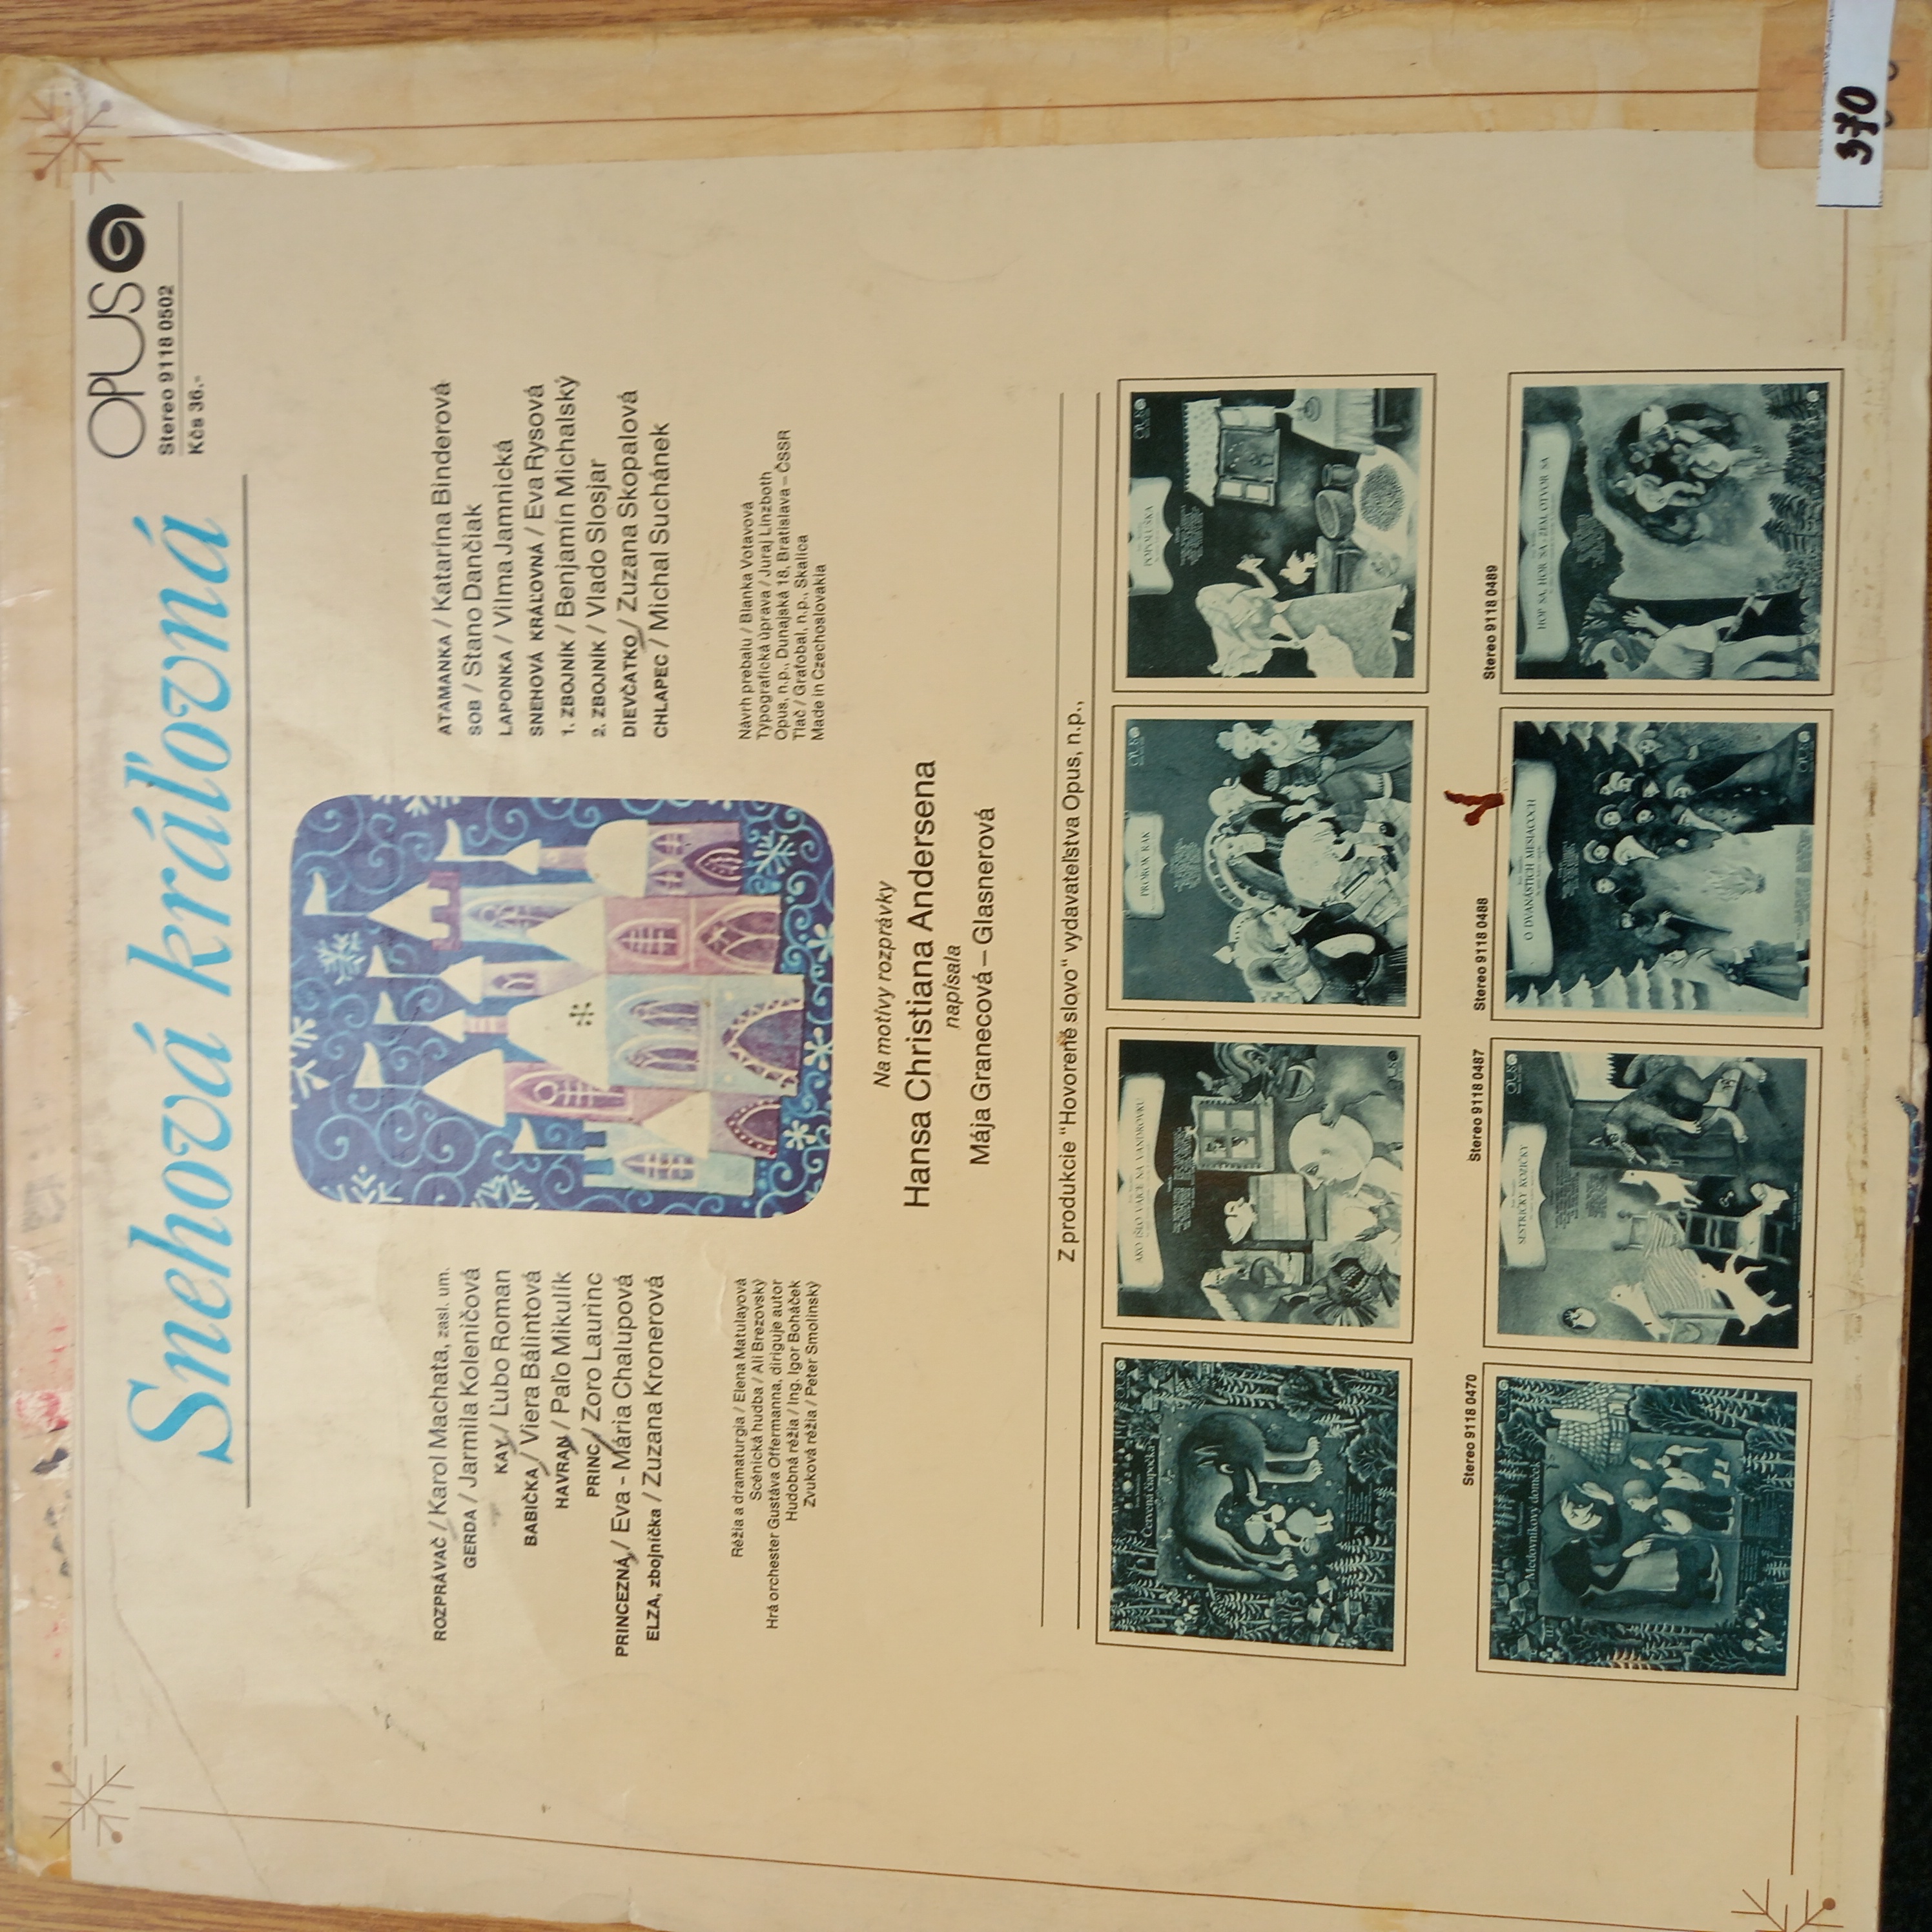 OPUS
Stereo 9118 0502
Kčs 36.-
Snehová kráľovná
ROZPRÁVAČ / Karol Machata, zasl. um.
GERDA / Jarmila Koleničová
KAY / Ľubo Roman
BABIČKA / Viera Bálintová
HAVRAN / Paľo Mikulík
PRINC / Zoro Laurinc
PRINCEZNÁ / Eva - Mária Chalupová
ELZA, zbojníčka / Zuzana Kronerová
ATAMANKA / Katarína Binderová
SOB / Stano Dančiak
LAPONKA / Vilma Jamnická
SNEHOVÁ KRÁĽOVNÁ / Eva Rysová
1. ZBOJNÍK / Benjamín Michalský
2. ZBOJNÍK / Vlado Slosjar
DIEVČATKO / Zuzana Skopalová
CHLAPEC / Michal Suchánek
Réžia a dramaturgia / Elena Matulayová
Scénická hudba / Ali Brezovský
Hrá orchester Gustáva Offermanna, diriguje autor
Hudobná réžia / Ing. Igor Boháček
Zvuková réžia / Peter Smolinský
Návrh prebalu / Blanka Votavová
Typografická úprava / Juraj Linzboth
Opus, n.p., Dunajská 18, Bratislava – ČSSR
Tlač / Grafobal, n.p., Skalica
Made in Czechoslovakia
Na motívy rozprávky
Hansa Christiana Andersena
napísala
Mája Granecová – Glasnerová
Z produkcie "Hovorené slovo" vydavateľstva Opus, n.p.,
Červená čiapočka
AKO IŠLO VAJCE NA VANDROVKU
PROROK RAK
POPOLUŠKA
Stereo 9118 0470
Stereo 9118 0487
Stereo 9118 0488
Stereo 9118 0489
Medovníkový domček
SESTRIČKY KOZIČKY
O DVANÁSTICH MESIACOCH
HOP SA, HOR SA - ZEM, OTVOR SA
370